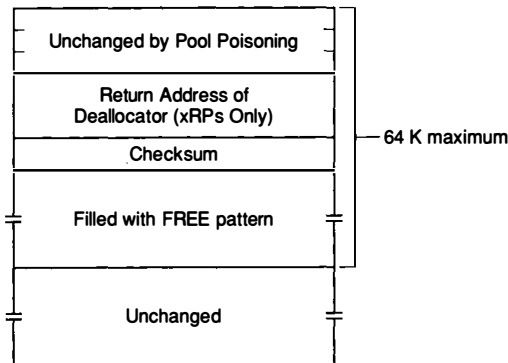 Unchanged by Pool Poisoning
Return Address of
Deallocator (xRPs Only)
64 K maximum
Checksum
Filled with FREE pattern
Unchanged